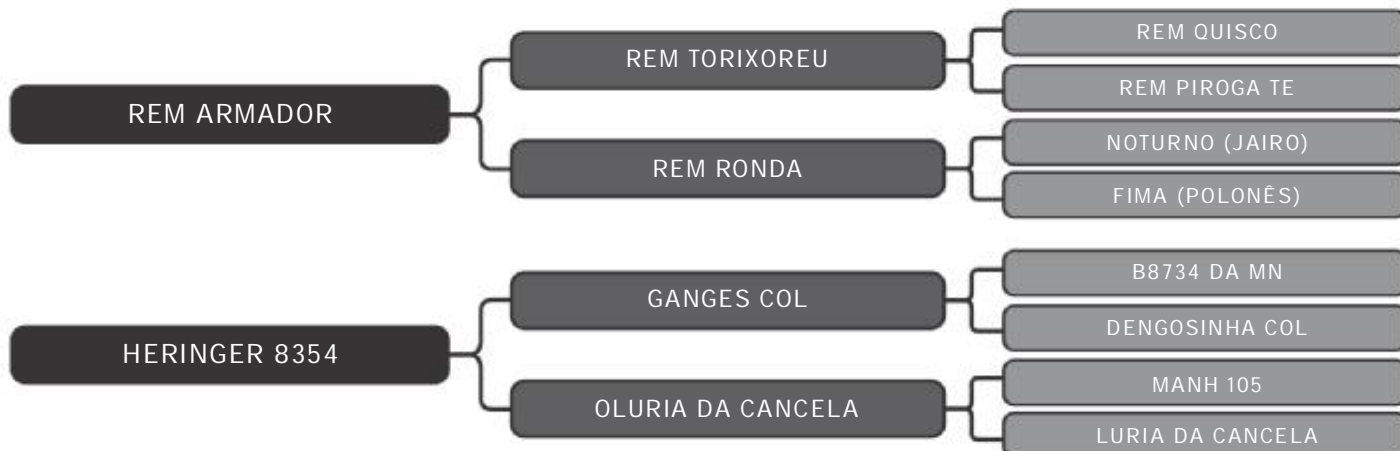 REM ARMADOR
REM TORIXOREU
REM QUISCO
REM PIROGA TE
REM RONDA
NOTURNO (JAIRO)
FIMA (POLONÊS)
HERINGER 8354
GANGES COL
B8734 DA MN
DENGOSINHA COL
OLURIA DA CANCELA
MANH 105
LURIA DA CANCELA